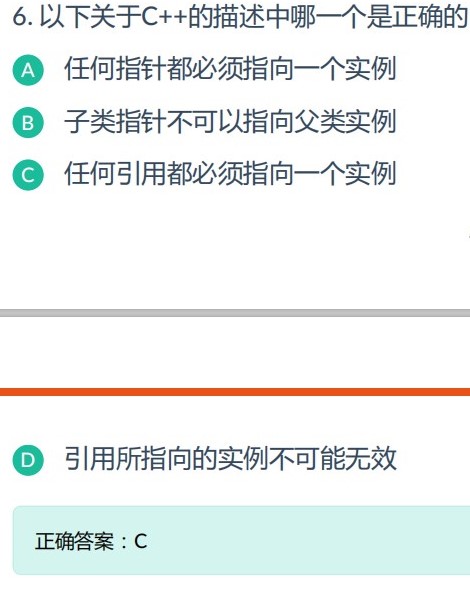 6. 以下关于C++的描述中哪一个是正确的
A 任何指针都必须指向一个实例
B 子类指针不可以指向父类实例
C 任何引用都必须指向一个实例
D 引用所指向的实例不可能无效
正确答案：C